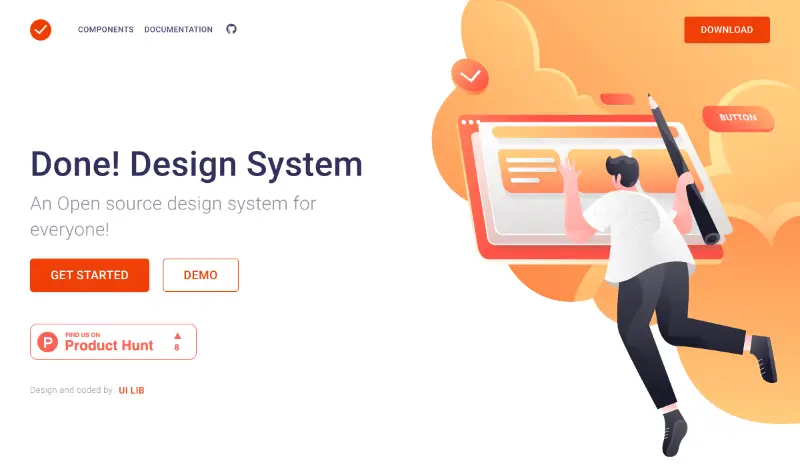 COMPONENTS DOCUMENTATION
DOWNLOAD
BUTTON
Done! Design System
An Open source design system for
everyone!
GET STARTED DEMO
FIND US ON
Product Hunt
8
Design and coded by UI LIB